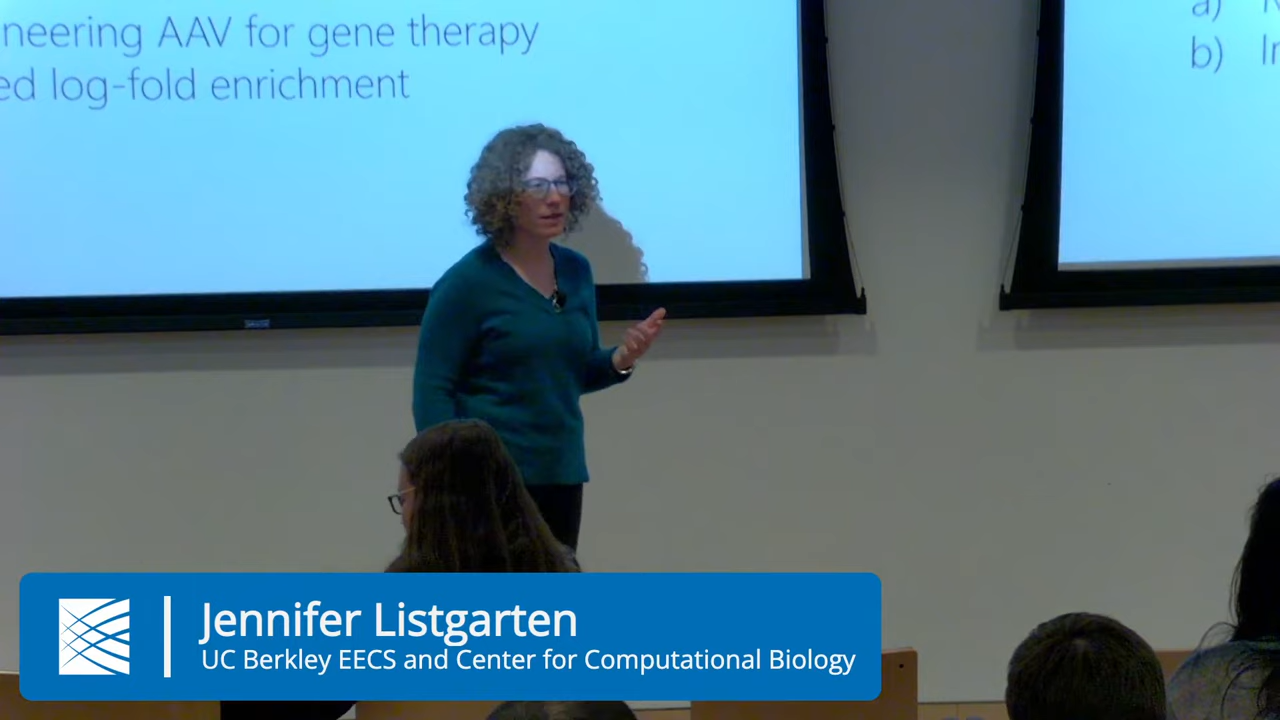 neering AAV for gene therapy
ed log-fold enrichment
a)
b) Ir
Jennifer Listgarten
UC Berkley EECS and Center for Computational Biology